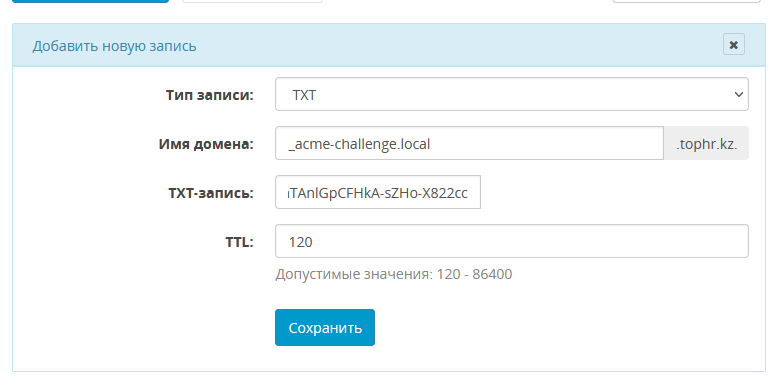 Добавить новую запись
Тип записи: TXT
Имя домена: _acme-challenge.local .tophr.kz.
TXT-запись: TAnlGpCFHkA-sZHo-X822cc
TTL: 120
Допустимые значения: 120 - 86400
Сохранить